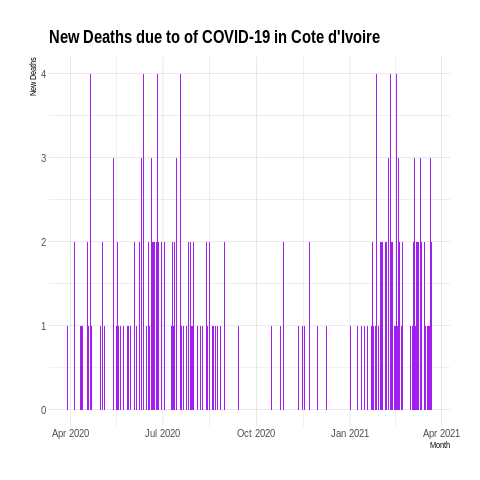 New Deaths due to of COVID-19 in Cote d'Ivoire
New Deaths
4
3
2
1
0
Apr 2020 Jul 2020 Oct 2020 Jan 2021 Apr 2021
Month